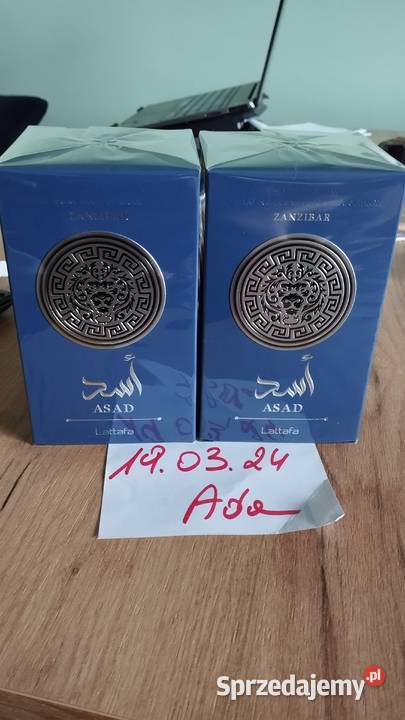 ZANZIBAR
ZANZIBAR
أسد
أسد
ASAD
ASAD
Lattafa
Lattafa
19.03.24
Ada
Sprzedajemy.pl